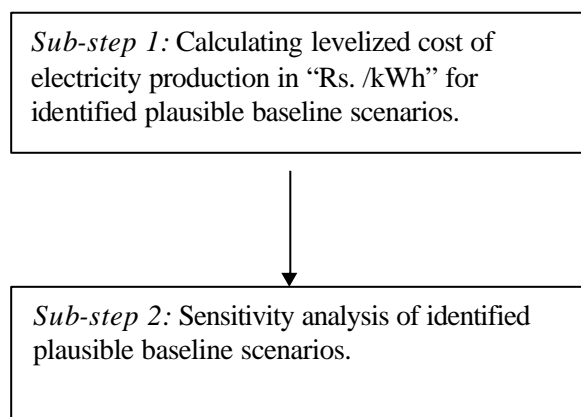 Sub-step 1: Calculating levelized cost of
electricity production in “Rs. /kWh” for
identified plausible baseline scenarios.
Sub-step 2: Sensitivity analysis of identified
plausible baseline scenarios.